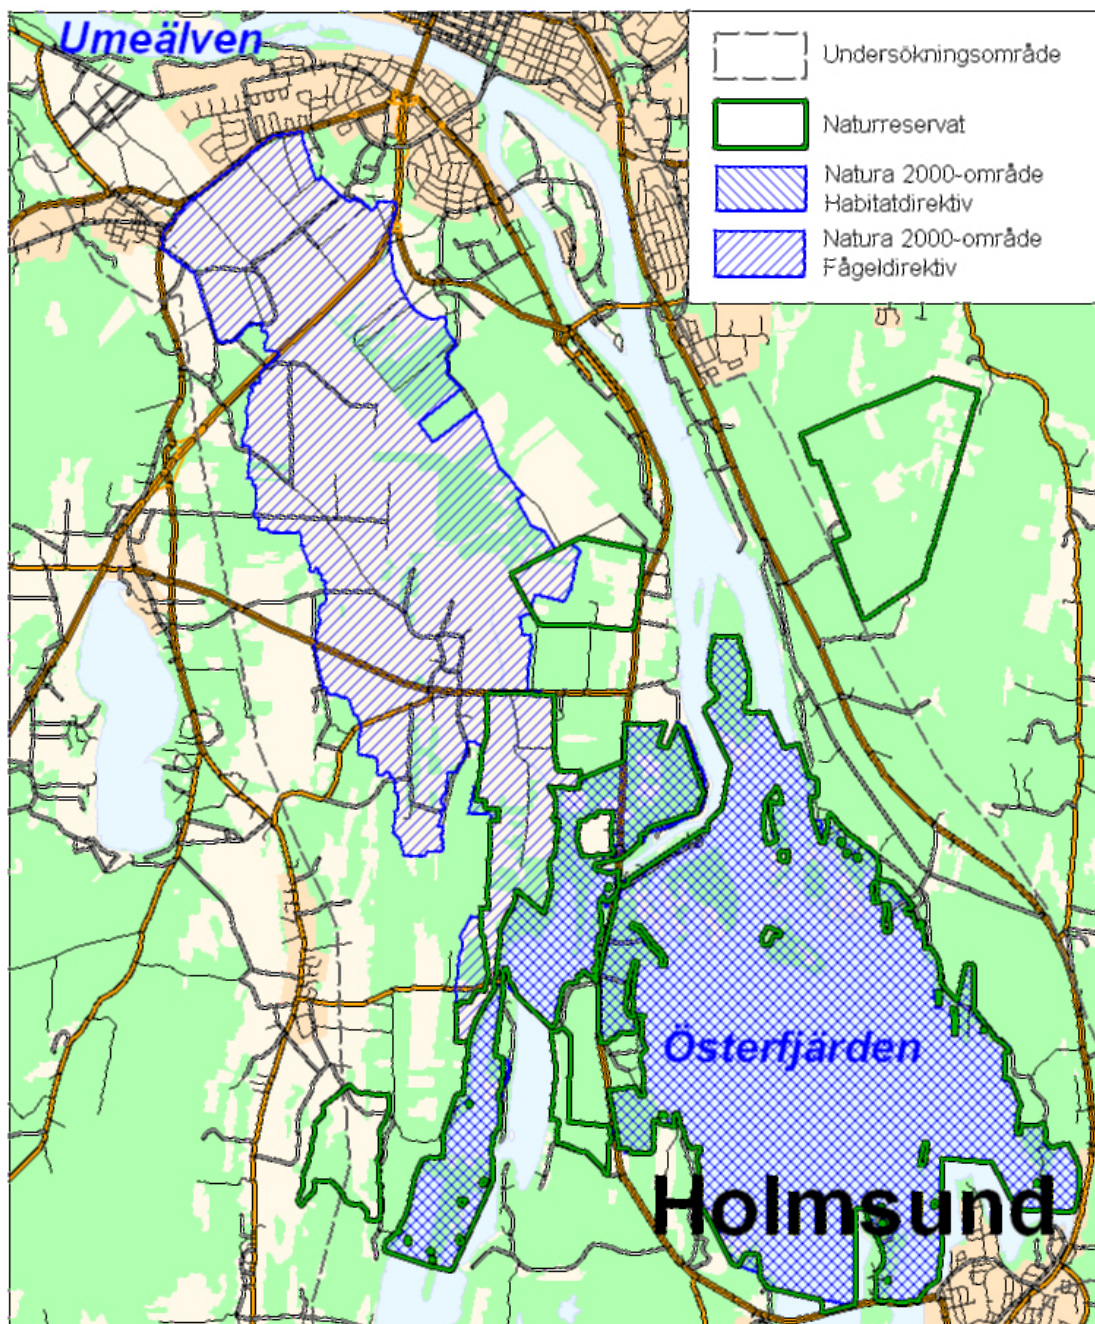 Umeälven
Undersökningsområde
Naturreservat
Natura 2000-område
Habitatdirektiv
Natura 2000-område
Fågeldirektiv
Österfjärden
Holmsund